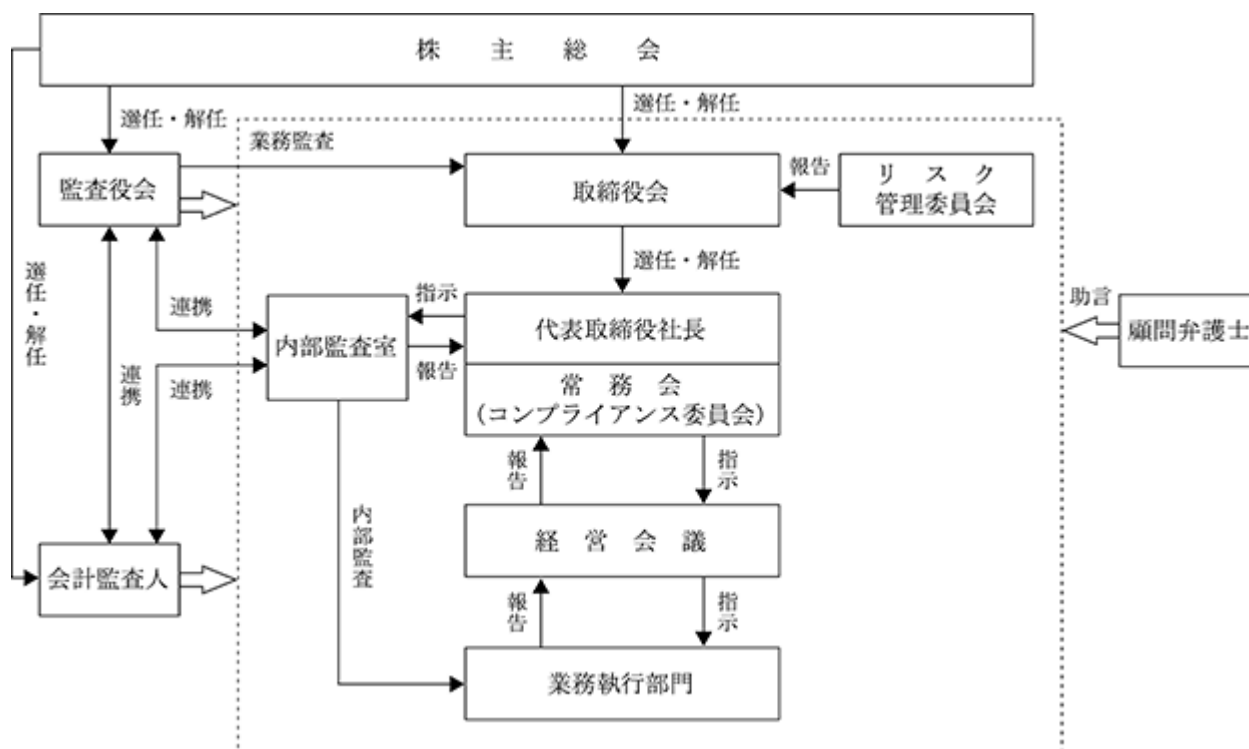 株主総会
選任・解任
選任・解任
業務監査
監査役会
取締役会
報告
リスク
管理委員会
選任・解任
選任・解任
連携
指示
内部監査室
代表取締役社長
助言
顧問弁護士
報告
連携
連携
常務会
(コンプライアンス委員会)
報告
指示
内部監査
経営会議
会計監査人
報告
指示
業務執行部門